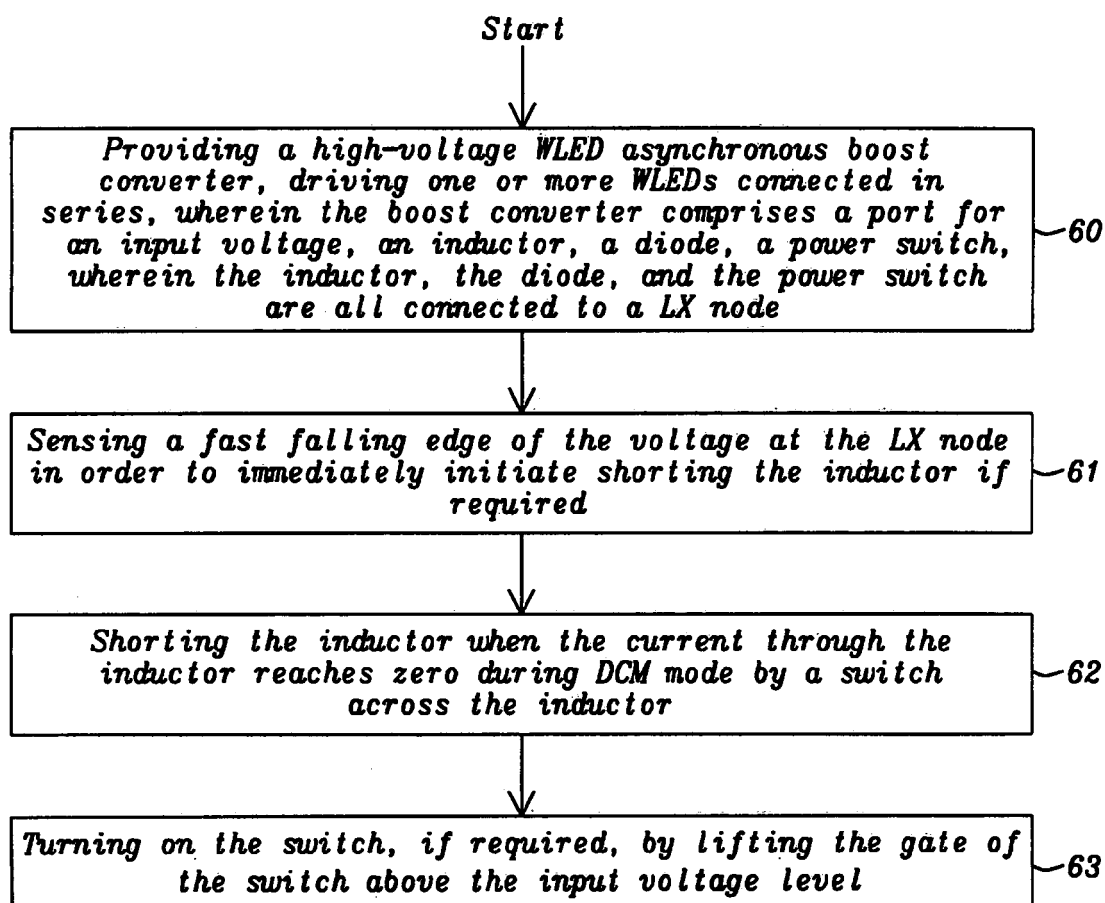 Start
Providing a high-voltage WLED asynchronous boost
converter, driving one or more WLEDs connected in
series, wherein the boost converter comprises a port for
an input voltage, an inductor, a diode, a power switch,
wherein the inductor, the diode, and the power switch
are all connected to a LX node
60
Sensing a fast falling edge of the voltage at the LX node
in order to immediately initiate shorting the inductor if
required
61
Shorting the inductor when the current through the
inductor reaches zero during DCM mode by a switch
across the inductor
62
Turning on the switch, if required, by lifting the gate of
the switch above the input voltage level
63